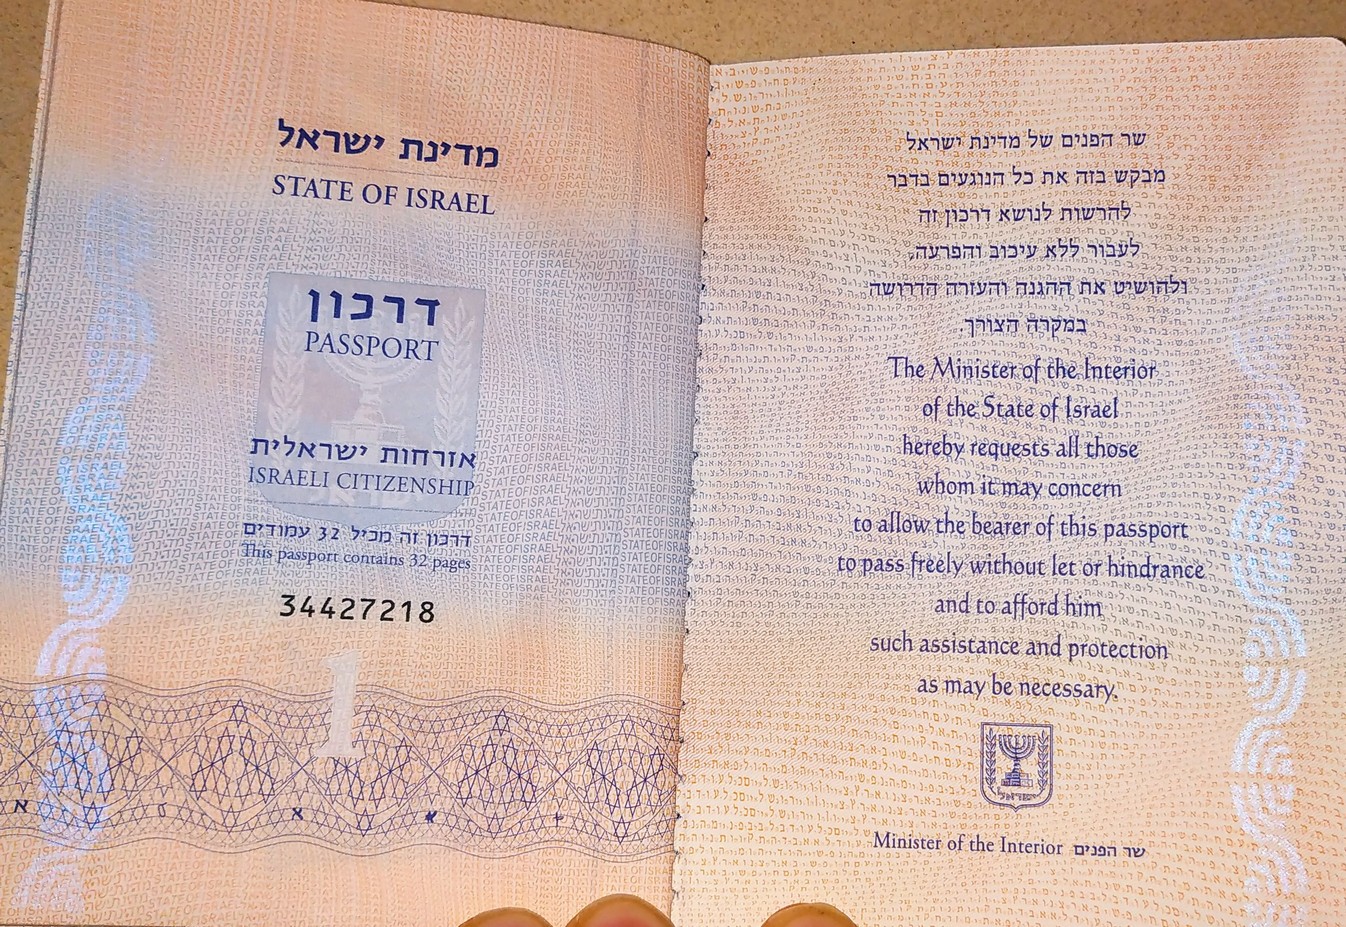 מדינת ישראל
STATE OF ISRAEL
דרכון
PASSPORT
אזרחות ישראלית
ISRAELI CITIZENSHIP
דרכון זה מכיל 32 עמודים
This passport contains 32 pages
34427218
1
שר הפנים של מדינת ישראל
מבקש בזה את כל הנוגעים בדבר
להרשות לנושא דרכון זה
לעבור ללא עיכוב והפרעה,
ולהושיט את ההגנה והעזרה הדרושה
במקרה הצורך.
The Minister of the Interior
of the State of Israel
hereby requests all those
whom it may concern
to allow the bearer of this passport
to pass freely without let or hindrance
and to afford him
such assistance and protection
as may be necessary.
ישראל
Minister of the Interior שר הפנים